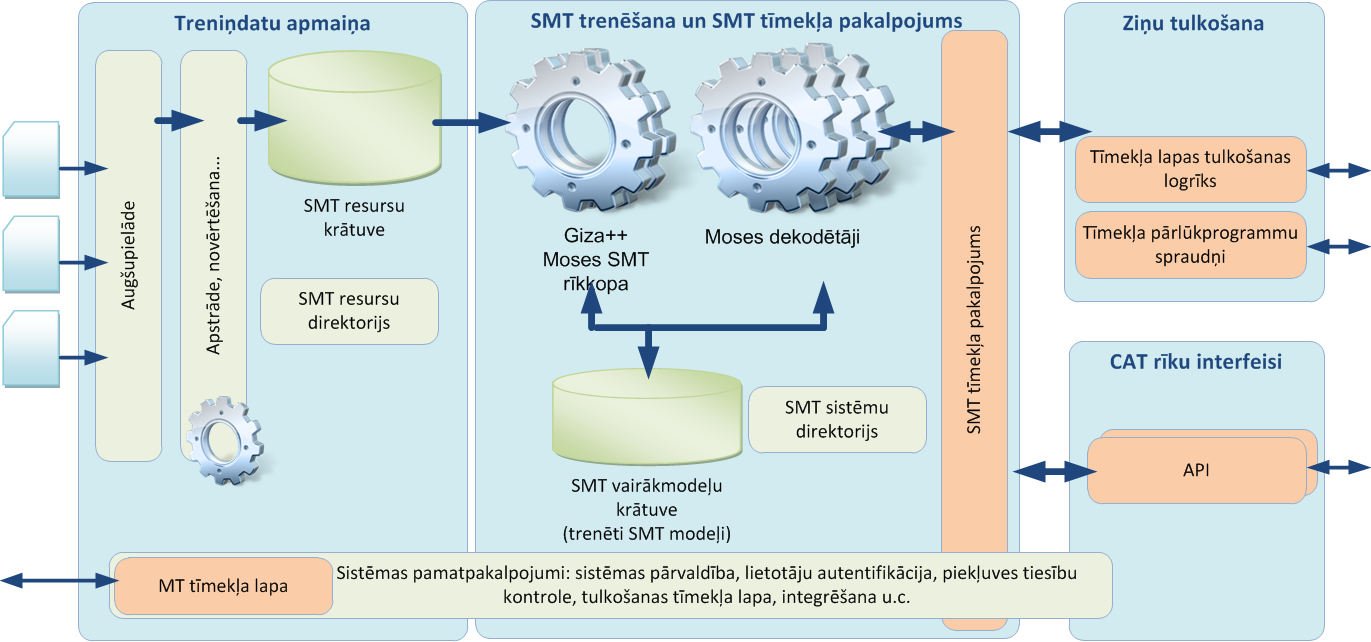 Treniņdatu apmaiņa
Augšupielāde
Apstrāde, novērtēšana...
SMT resursu
krātuve
SMT resursu
direktorijs
SMT trenēšana un SMT tīmekļa pakalpojums
Giza++
Moses SMT
rīkkopa
Moses dekodētāji
SMT vairākmodeļu
krātuve
(trenēti SMT modeļi)
SMT sistēmu
direktorijs
SMT tīmekļa pakalpojums
Ziņu tulkošana
Tīmekļa lapas tulkošanas
logrīks
Tīmekļa pārlūkprogrammu
spraudņi
CAT rīku interfeisi
API
MT tīmekļa lapa
Sistēmas pamatpakalpojumi: sistēmas pārvaldība, lietotāju autentifikācija, piekļuves tiesību
kontrole, tulkošanas tīmekļa lapa, integrēšana u.c.